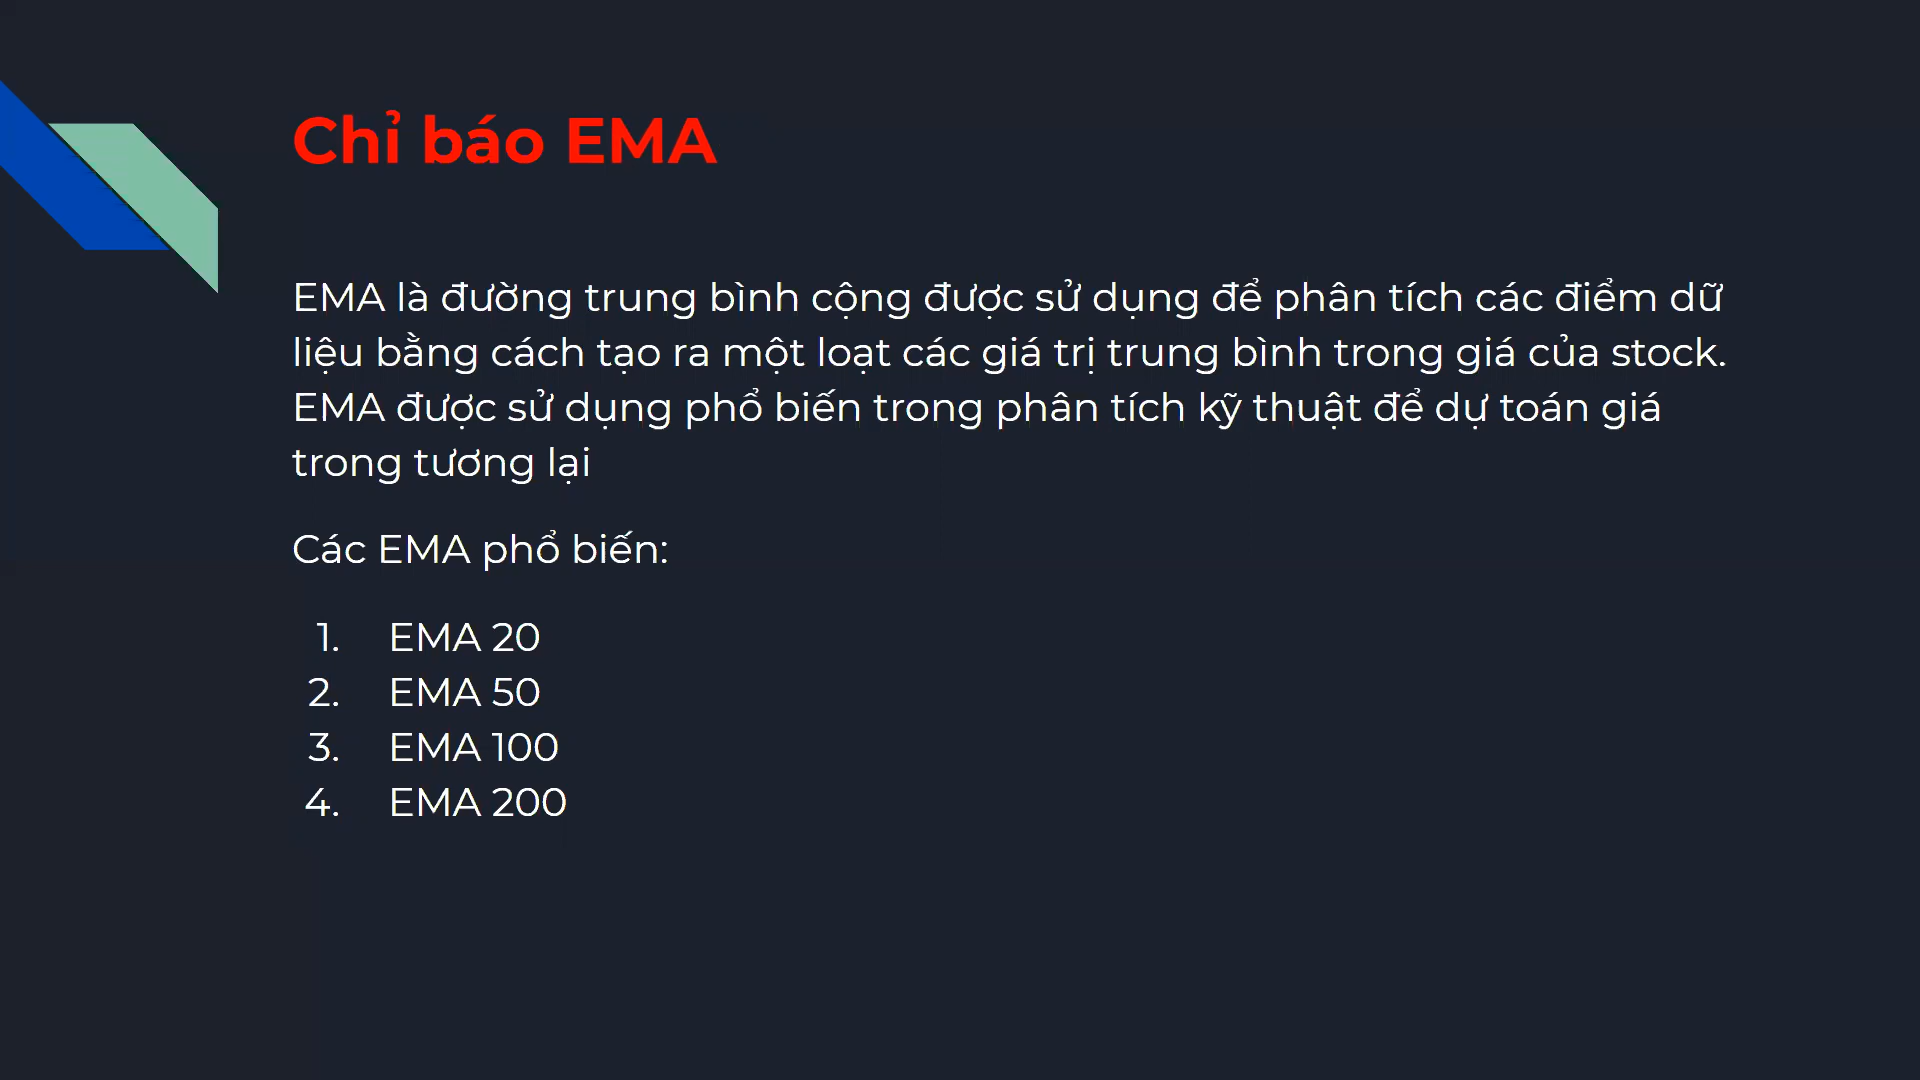 Chỉ báo EMA
EMA là đường trung bình cộng được sử dụng để phân tích các điểm dữ
liệu bằng cách tạo ra một loạt các giá trị trung bình trong giá của stock.
EMA được sử dụng phổ biến trong phân tích kỹ thuật để dự toán giá
trong tương lại
Các EMA phổ biến:
1. EMA 20
2. EMA 50
3. EMA 100
4. EMA 200